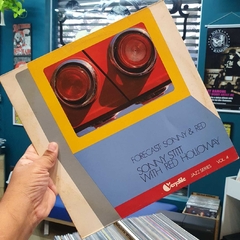 FORECAST: SONNY & RED
SONNY STITT
WITH RED HOLLOWAY
Catalyst
JAZZ SERIES VOL. 4